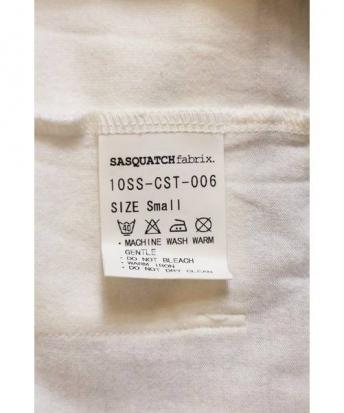 SASQUATCHfabrix.
10SS-CST-006
SIZE Small
40
・MACHINE WASH WARM
GENTLE
・DO NOT BLEACH
・WARM IRON
・DO NOT DRY CLEAN